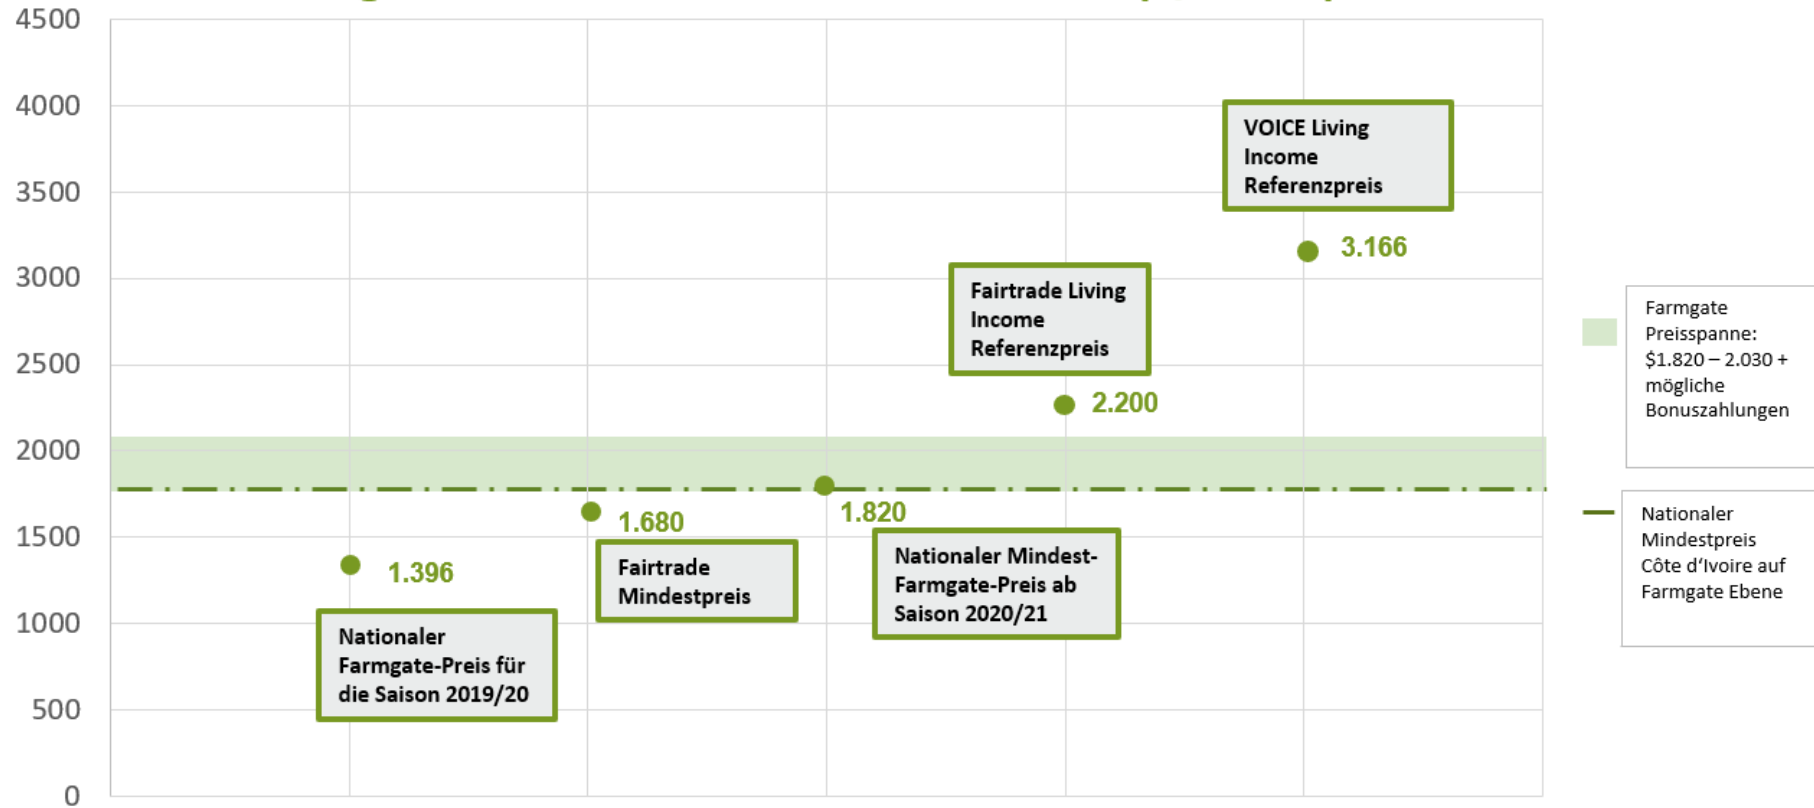 4500
4000
3500
3000
2500
2000
1500
1000
500
0
VOICE Living
Income
Referenzpreis
3.166
Fairtrade Living
Income
Referenzpreis
2.200
1.820
Nationaler Mindest-
Farmgate-Preis ab
Saison 2020/21
1.680
Fairtrade
Mindestpreis
1.396
Nationaler
Farmgate-Preis für
die Saison 2019/20
Farmgate
Preisspanne:
$1.820 – 2.030 +
mögliche
Bonuszahlungen
Nationaler
Mindestpreis
Côte d‘Ivoire auf
Farmgate Ebene